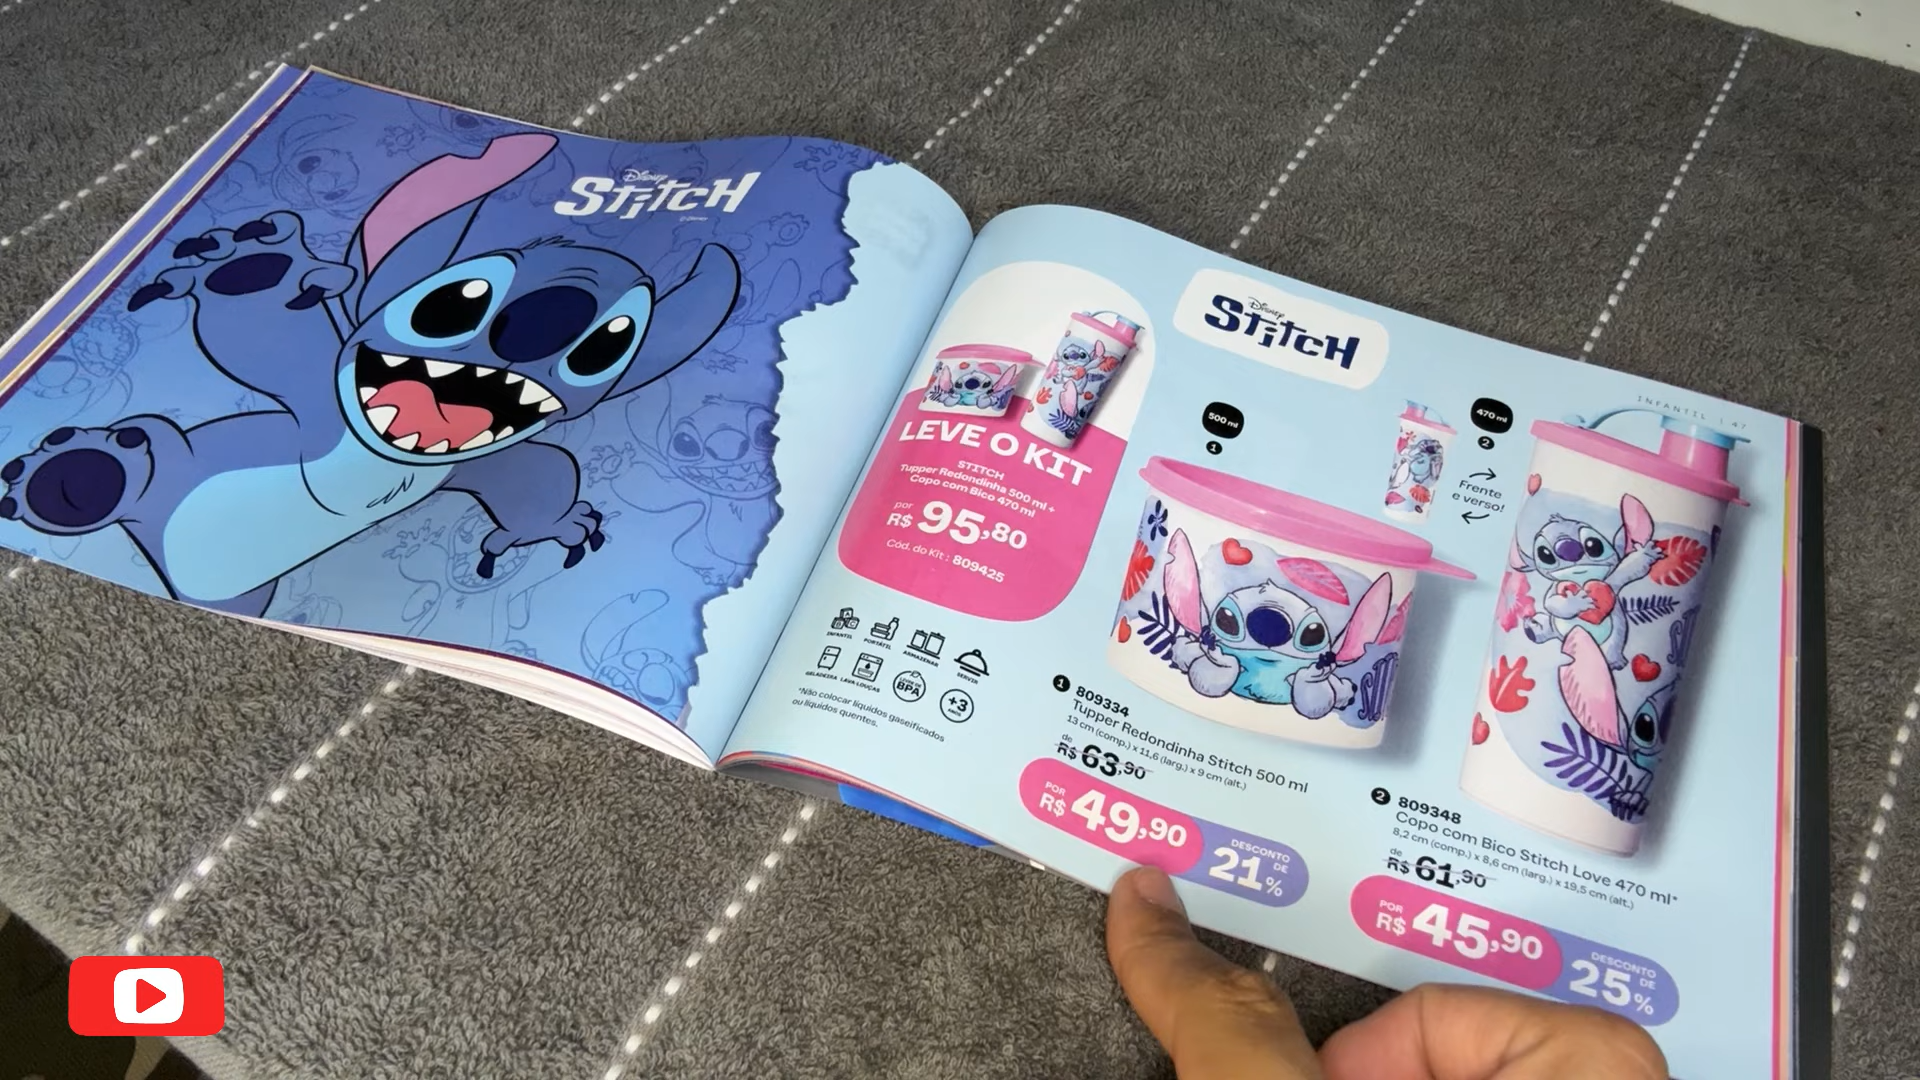 Disney
STiTCH
© Disney
LEVE O KIT
STITCH
Tupper Redondinha 500 ml +
Copo com Bico 470 ml
por
R$ 95,80
Cód. do Kit: 809425
INFANTIL
PORTÁTIL
ARMAZENAR
SERVIR
GELADEIRA
LAVA-LOUÇAS
LIVRE DE
BPA
+3
ANOS
*Não colocar líquidos gaseificados
ou líquidos quentes.
Disney
STiTCH
INFANTIL | 47
500 ml
1
470 ml
2
Frente
e verso!
1 809334
Tupper Redondinha Stitch 500 ml
13 cm (comp.) x 11,6 (larg.) x 9 cm (alt.)
de
R$ 63,90
POR
R$ 49,90
DESCONTO
DE
21%
2 809348
Copo com Bico Stitch Love 470 ml*
8,2 cm (comp.) x 8,6 cm (larg.) x 19,5 cm (alt.)
de
R$ 61,90
POR
R$ 45,90
DESCONTO
DE
25%